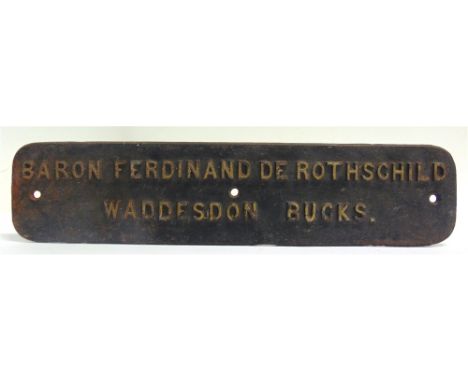 BARON FERDINAND DE ROTHSCHILD
WADDESDON BUCKS.